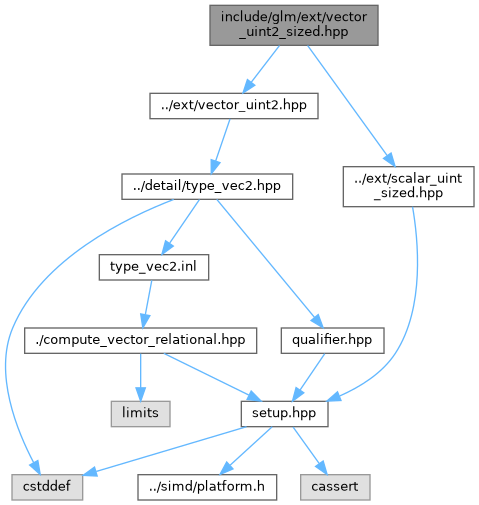 include/glm/ext/vector
_uint2_sized.hpp
../ext/vector_uint2.hpp
../detail/type_vec2.hpp
../ext/scalar_uint
_sized.hpp
type_vec2.inl
./compute_vector_relational.hpp
qualifier.hpp
limits
setup.hpp
cstddef
../simd/platform.h
cassert